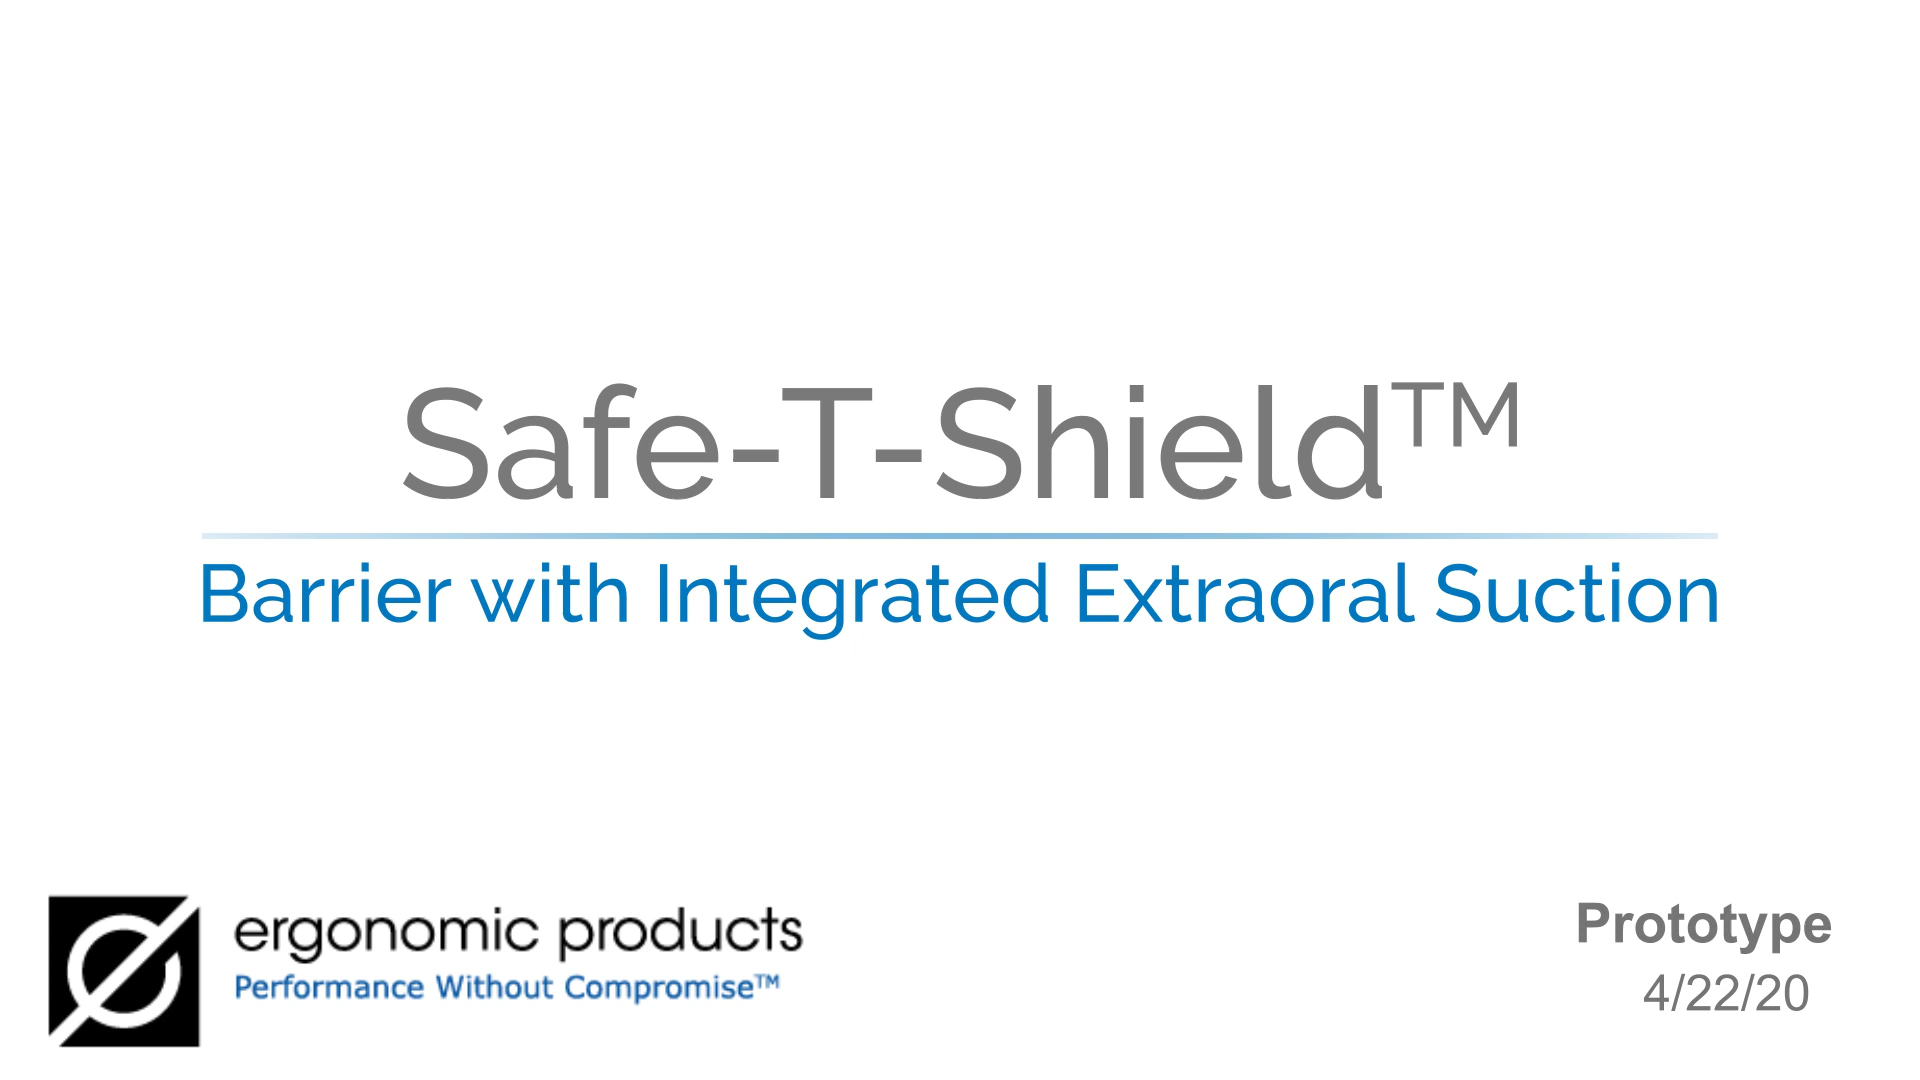 Safe-T-Shield™
Barrier with Integrated Extraoral Suction
ergonomic products
Performance Without Compromise™
Prototype
4/22/20